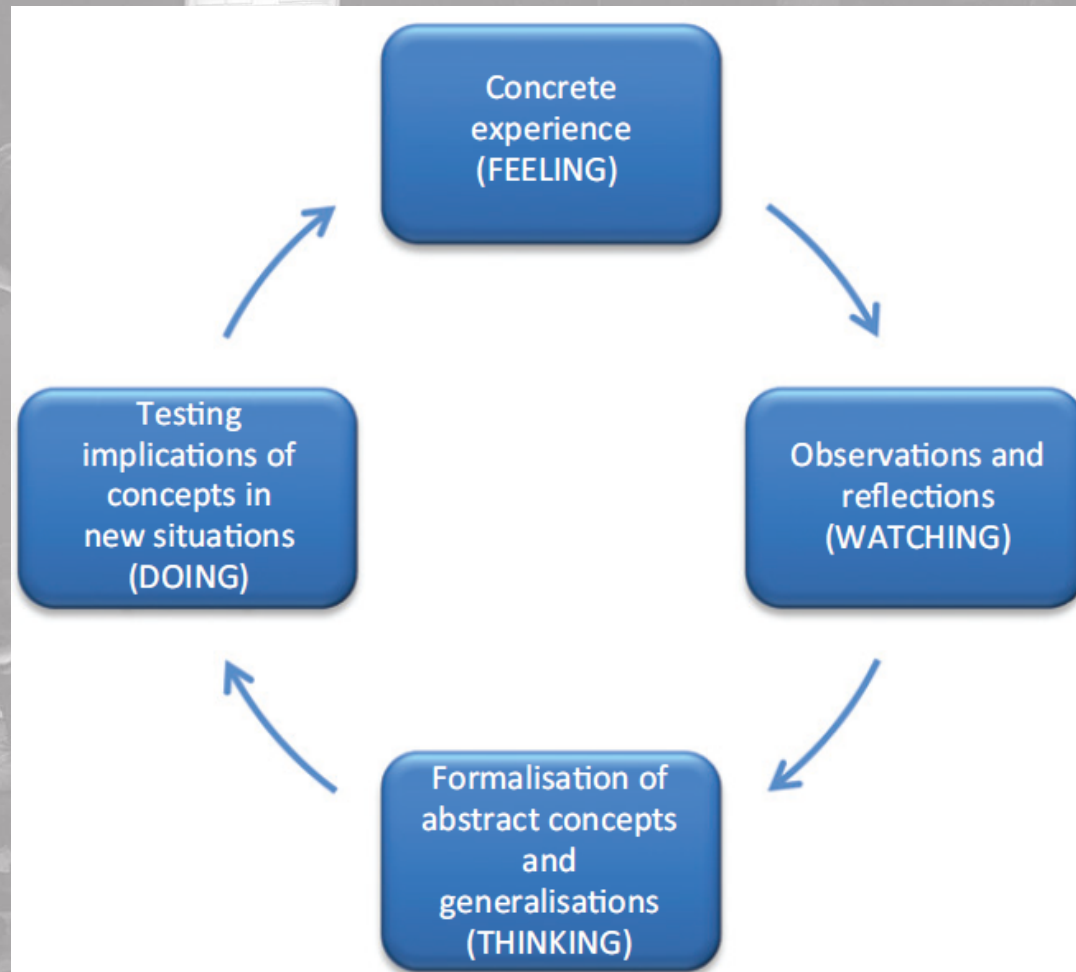 Concrete
experience
(FEELING)
Observations and
reflections
(WATCHING)
Formalisation of
abstract concepts
and
generalisations
(THINKING)
Testing
implications of
concepts in
new situations
(DOING)